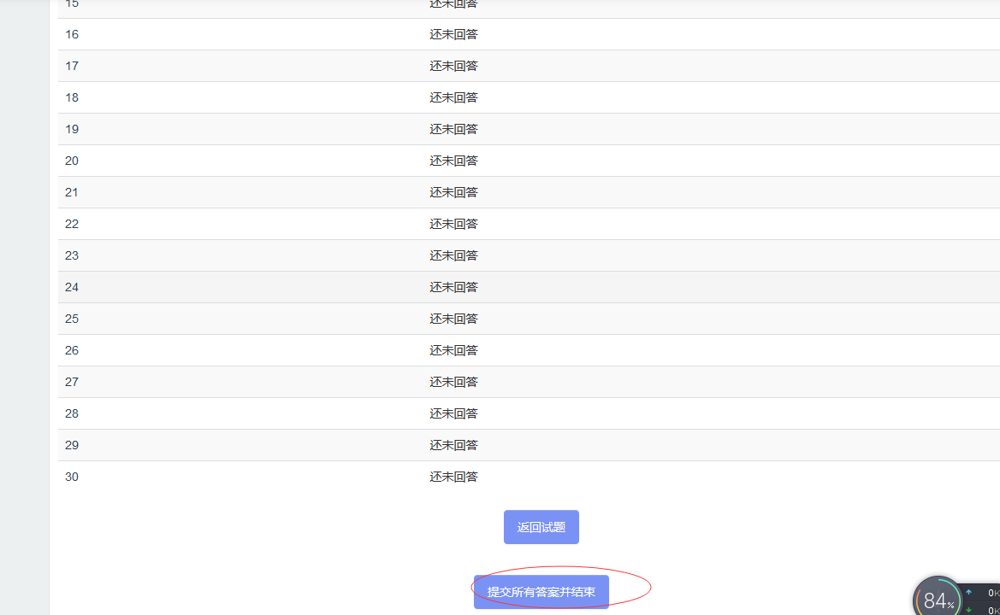 15 还未回答
16 还未回答
17 还未回答
18 还未回答
19 还未回答
20 还未回答
21 还未回答
22 还未回答
23 还未回答
24 还未回答
25 还未回答
26 还未回答
27 还未回答
28 还未回答
29 还未回答
30 还未回答
返回试题
提交所有答案并结束
84%
0K
0K